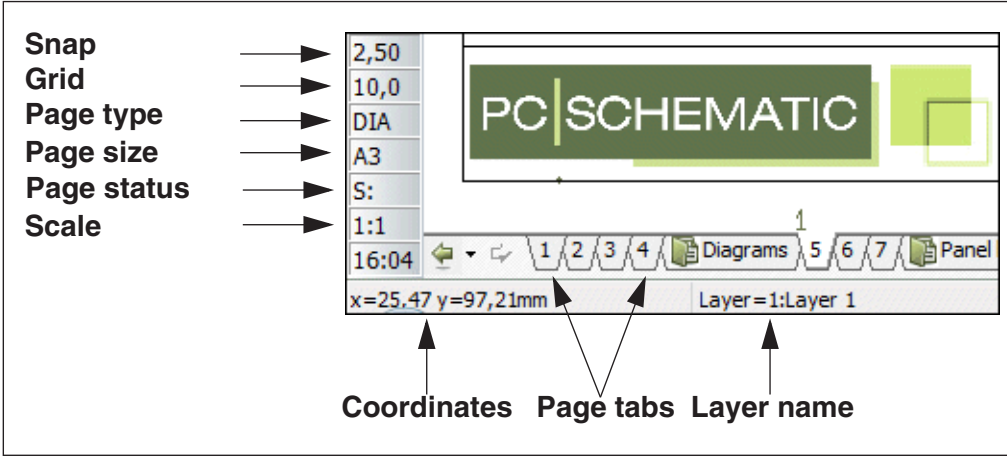 Snap
Grid
Page type
Page size
Page status
Scale
2,50
10,0
DIA
A3
S:
1:1
16:04
PC SCHEMATIC
1
1 2 3 4 Diagrams 5 6 7 Panel
x=25,47 y=97,21mm Layer=1:Layer 1
Coordinates Page tabs Layer name